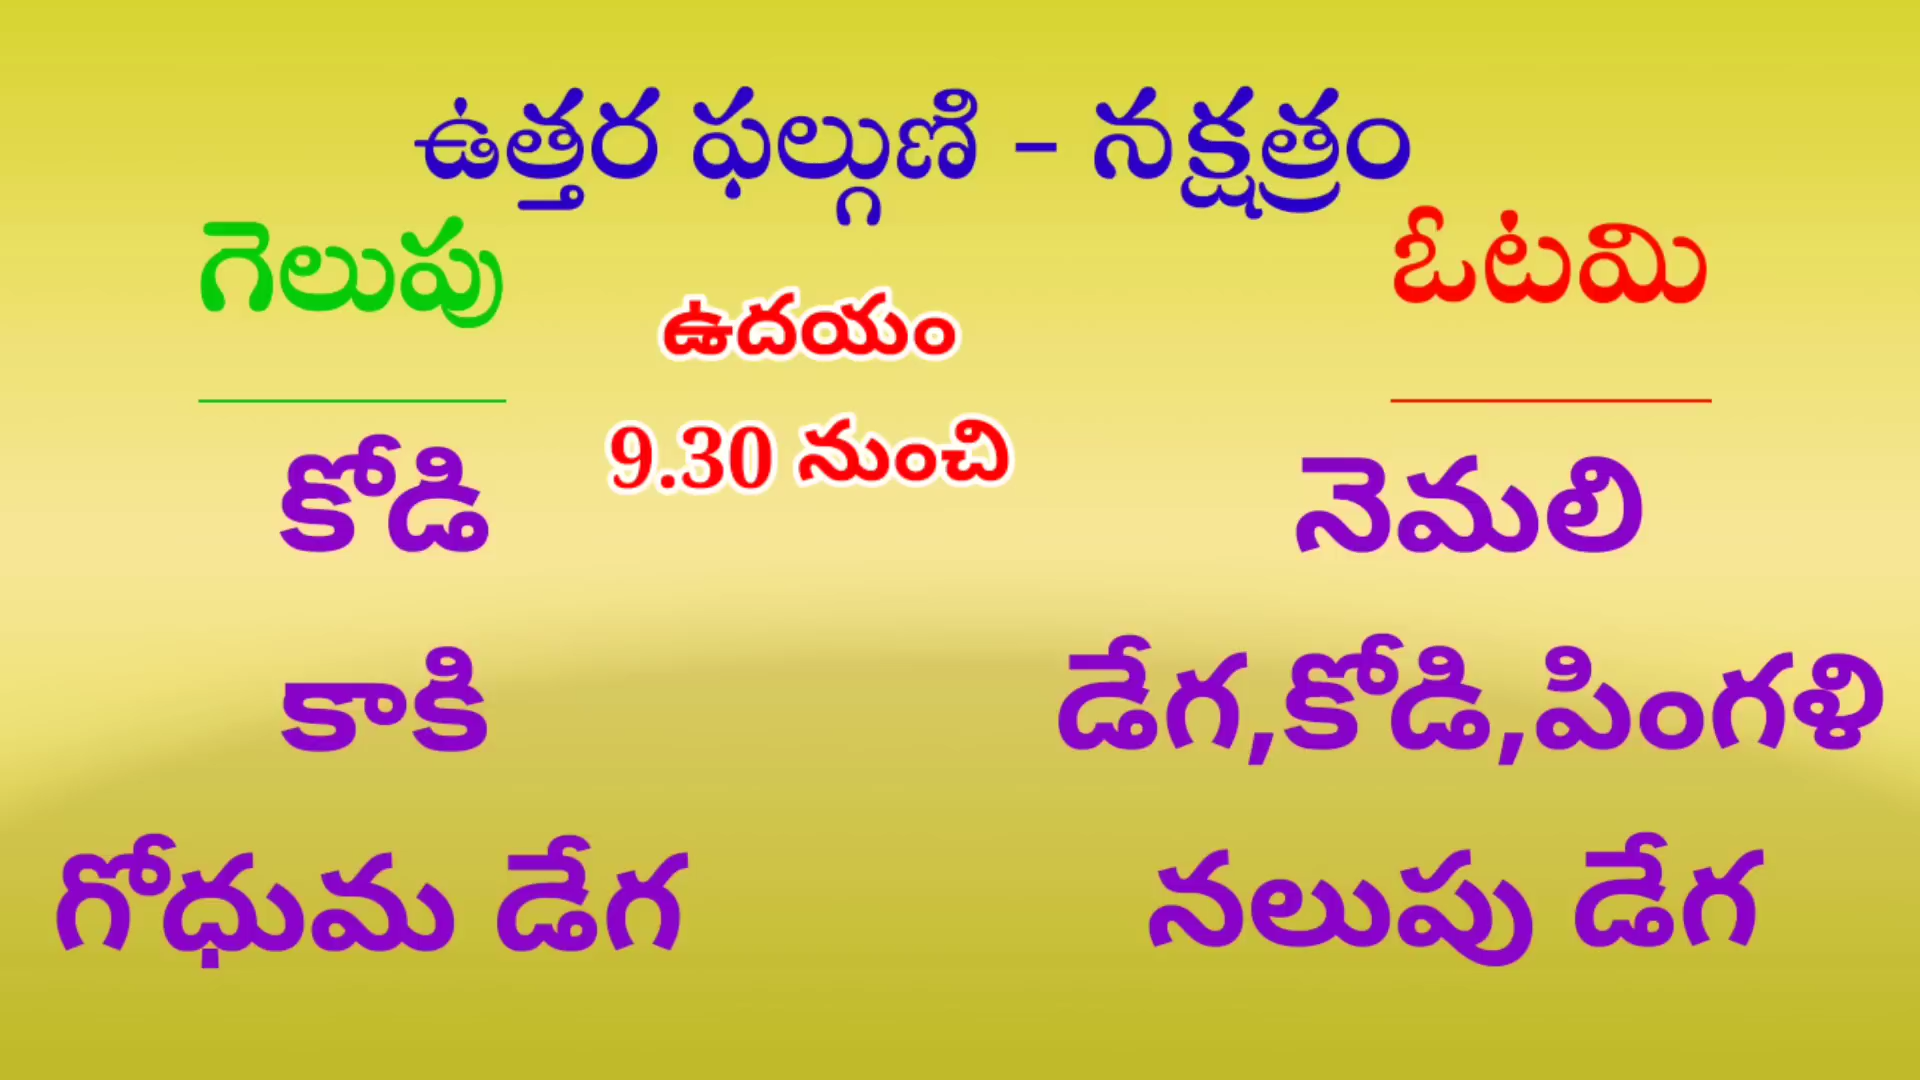 ఉత్తర ఫల్గుణి - నక్షత్రం
గెలుపు
ఓటమి
ఉదయం
9.30 నుంచి
కోడి
నెమలి
కాకి
డేగ,కోడి,పింగళి
గోధుమ డేగ
నలుపు డేగ